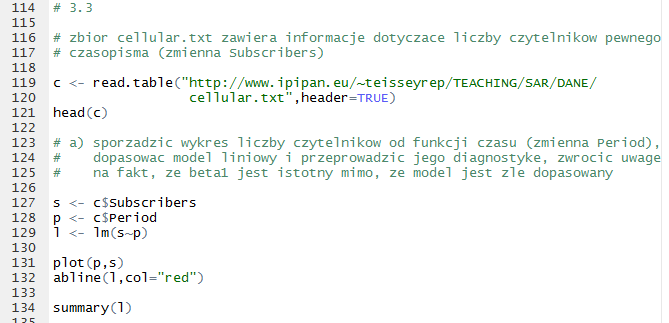 114 # 3.3
115
116 # zbior cellular.txt zawiera informacje dotyczace liczby czytelnikow pewnego
117 # czasopisma (zmienna Subscribers)
118
119 c <- read.table("http://www.ipipan.eu/~teisseyrep/TEACHING/SAR/DANE/
120 cellular.txt",header=TRUE)
121 head(c)
122
123 # a) sporzadzic wykres liczby czytelnikow od funkcji czasu (zmienna Period),
124 # dopasowac model liniowy i przeprowadzic jego diagnostyke, zwrocic uwage
125 # na fakt, ze beta1 jest istotny mimo, ze model jest zle dopasowany
126
127 s <- c$Subscribers
128 p <- c$Period
129 l <- lm(s~p)
130
131 plot(p,s)
132 abline(l,col="red")
133
134 summary(l)
135